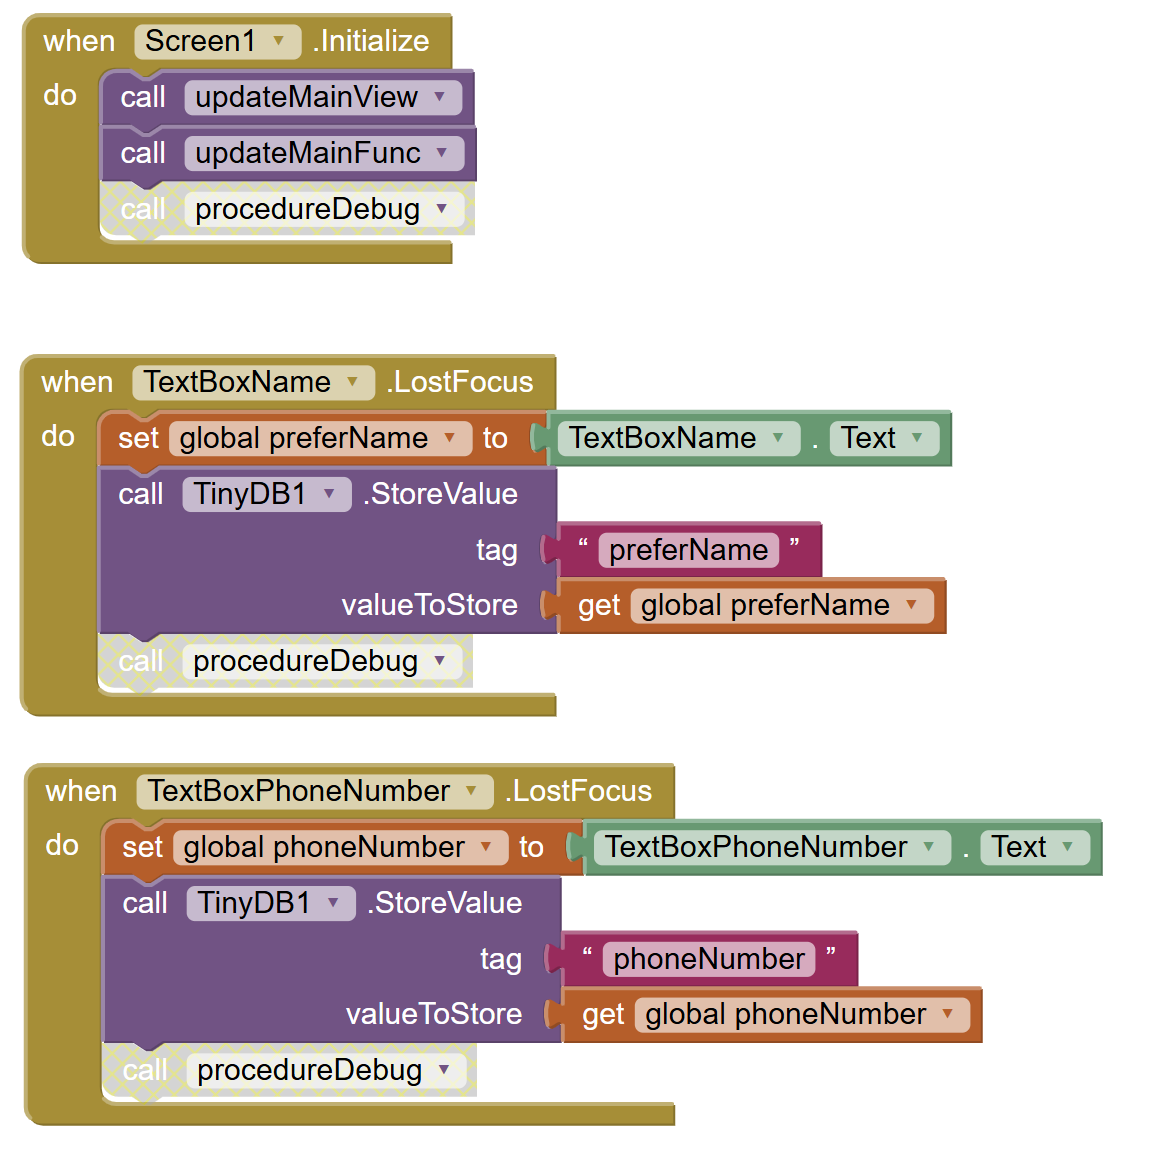 when Screen1 .Initialize
do call updateMainView
call updateMainFunc
call procedureDebug
when TextBoxName .LostFocus
do set global preferName to TextBoxName . Text
call TinyDB1 .StoreValue
tag “ preferName ”
valueToStore get global preferName
call procedureDebug
when TextBoxPhoneNumber .LostFocus
do set global phoneNumber to TextBoxPhoneNumber . Text
call TinyDB1 .StoreValue
tag “ phoneNumber ”
valueToStore get global phoneNumber
call procedureDebug